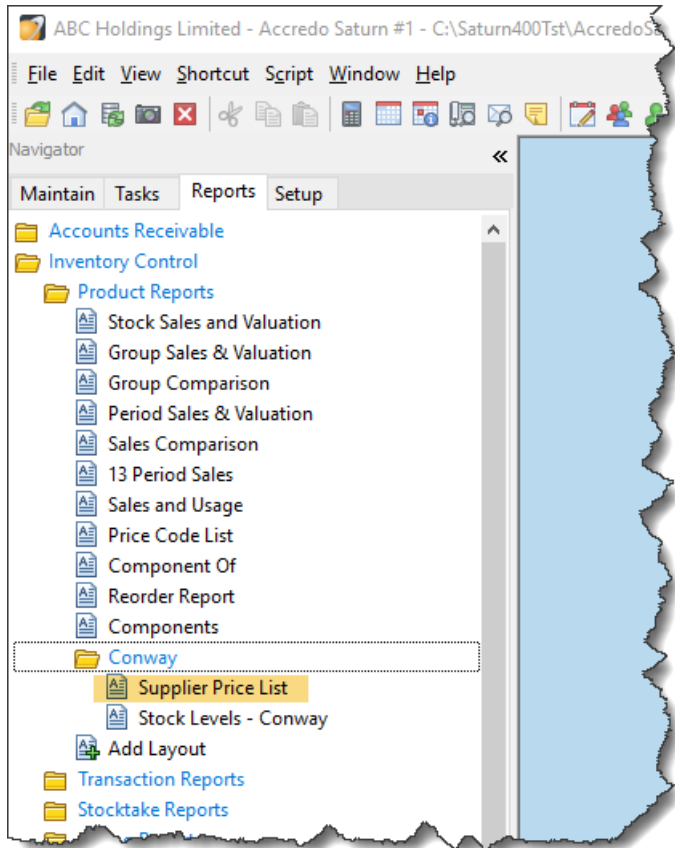 ABC Holdings Limited - Accredo Saturn #1 - C:\Saturn400Tst\AccredoS
File Edit View Shortcut Script Window Help
Navigator
Maintain Tasks Reports Setup
Accounts Receivable
Inventory Control
Product Reports
Stock Sales and Valuation
Group Sales & Valuation
Group Comparison
Period Sales & Valuation
Sales Comparison
13 Period Sales
Sales and Usage
Price Code List
Component Of
Reorder Report
Components
Conway
Supplier Price List
Stock Levels - Conway
Add Layout
Transaction Reports
Stocktake Reports